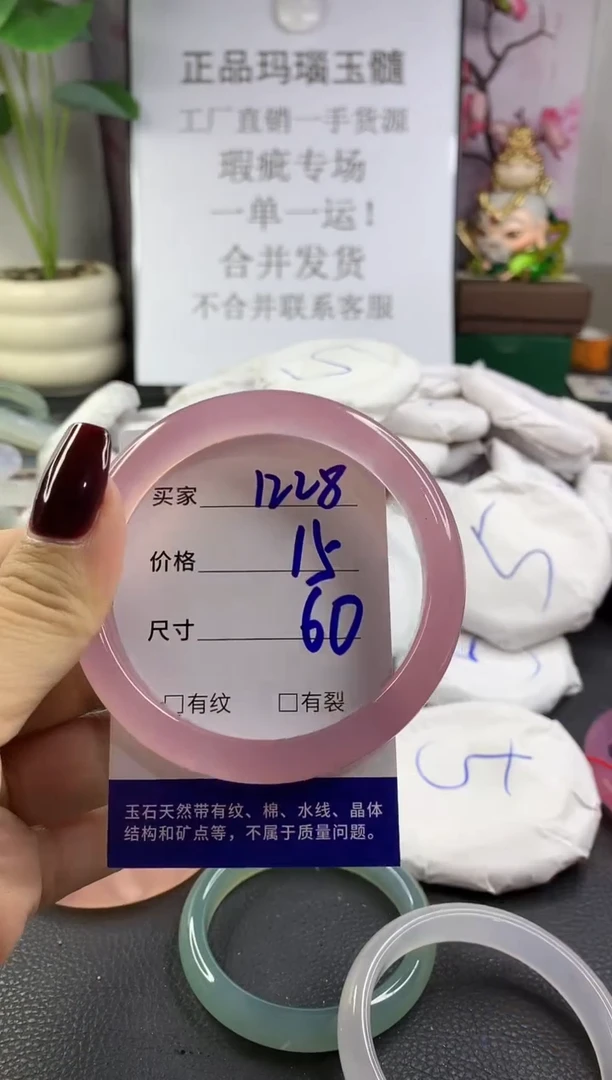 正品玛瑙玉髓
工厂直销一手货源
瑕疵专场
一单一运！
合并发货
不合并联系客服
买家 1228
价格 15
尺寸 60
□有纹 □有裂
玉石天然带有纹、棉、水线、晶体
结构和矿点等，不属于质量问题。
5
5
5